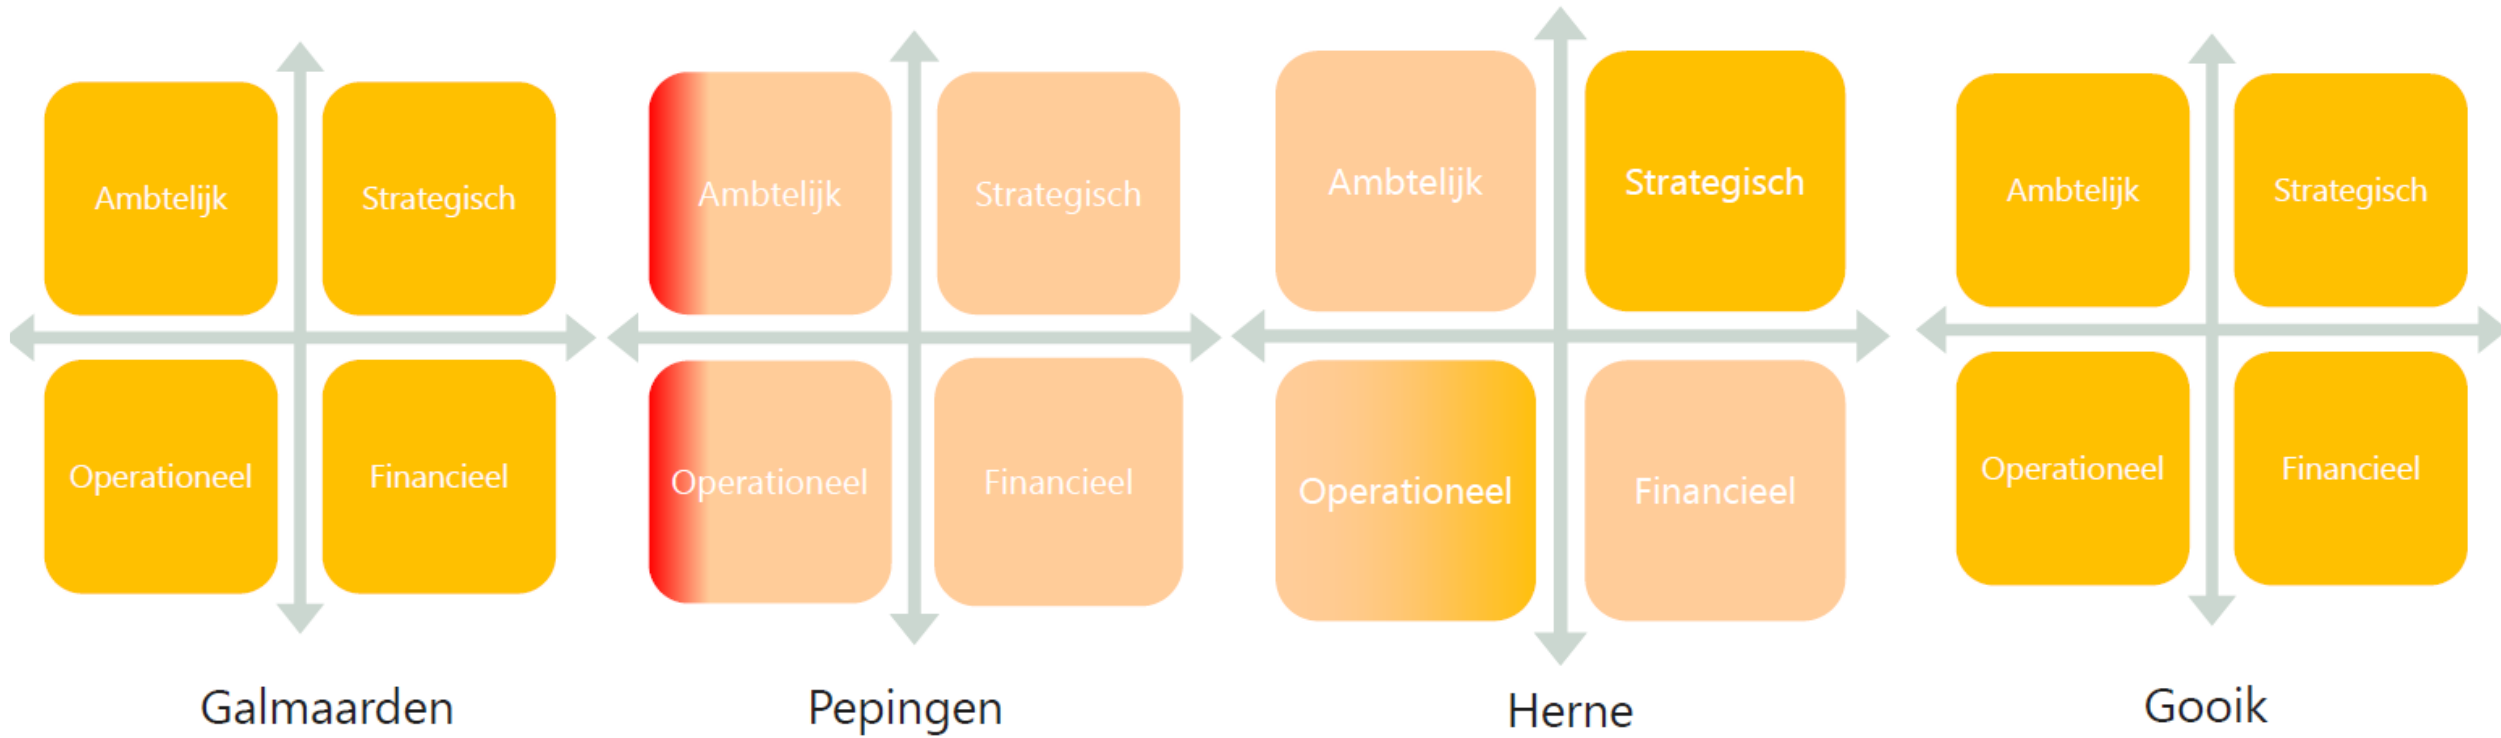 Ambtelijk
Strategisch
Operationeel
Financieel
Galmaarden
Ambtelijk
Strategisch
Operationeel
Financieel
Pepingen
Ambtelijk
Strategisch
Operationeel
Financieel
Herne
Ambtelijk
Strategisch
Operationeel
Financieel
Gooik